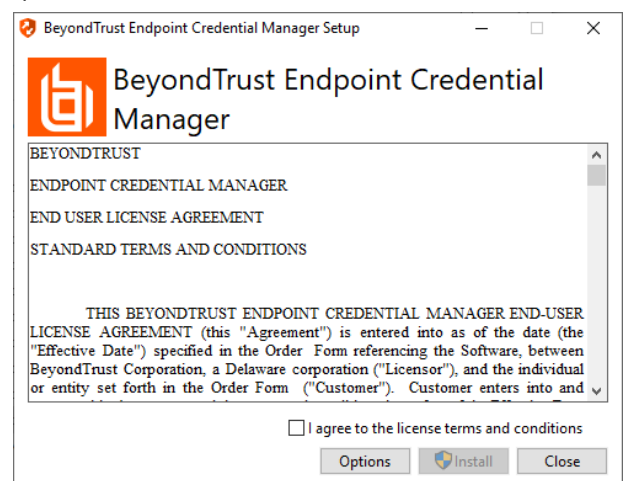 BeyondTrust Endpoint Credential Manager Setup
BeyondTrust Endpoint Credential
Manager
BEYONDTRUST
ENDPOINT CREDENTIAL MANAGER
END USER LICENSE AGREEMENT
STANDARD TERMS AND CONDITIONS
THIS BEYONDTRUST ENDPOINT CREDENTIAL MANAGER END-USER
LICENSE AGREEMENT (this "Agreement") is entered into as of the date (the
"Effective Date") specified in the Order Form referencing the Software, between
BeyondTrust Corporation, a Delaware corporation ("Licensor"), and the individual
or entity set forth in the Order Form ("Customer"). Customer enters into and
I agree to the license terms and conditions
Options
Install
Close